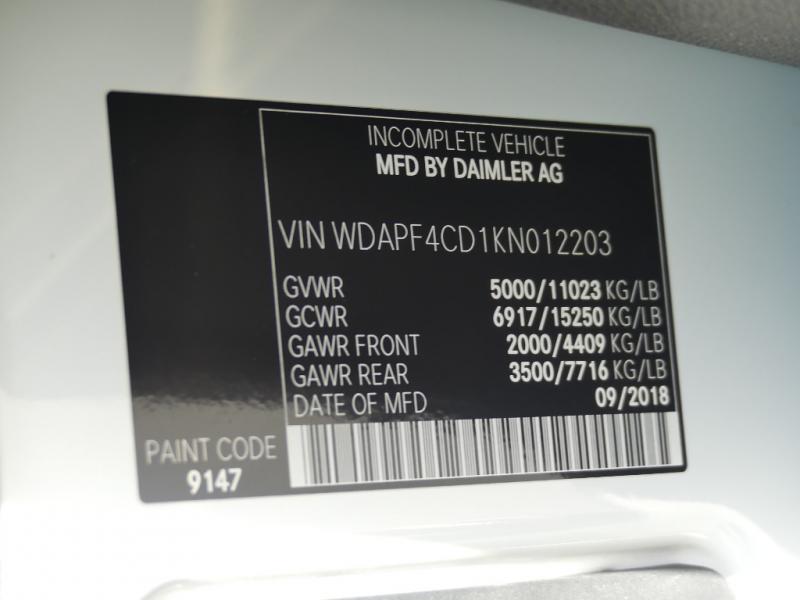 INCOMPLETE VEHICLE
MFD BY DAIMLER AG
VIN WDAPF4CD1KN012203
GVWR 5000/11023 KG/LB
GCWR 6917/15250 KG/LB
GAWR FRONT 2000/4409 KG/LB
GAWR REAR 3500/7716 KG/LB
DATE OF MFD 09/2018
PAINT CODE
9147